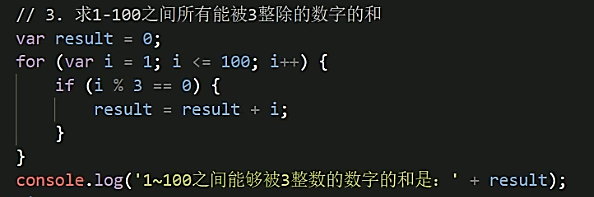 // 3. 求1-100之间所有能被3整除的数字的和
var result = 0;
for (var i = 1; i <= 100; i++) {
    if (i % 3 == 0) {
        result = result + i;
    }
}
console.log('1~100之间能够被3整数的数字的和是：' + result);